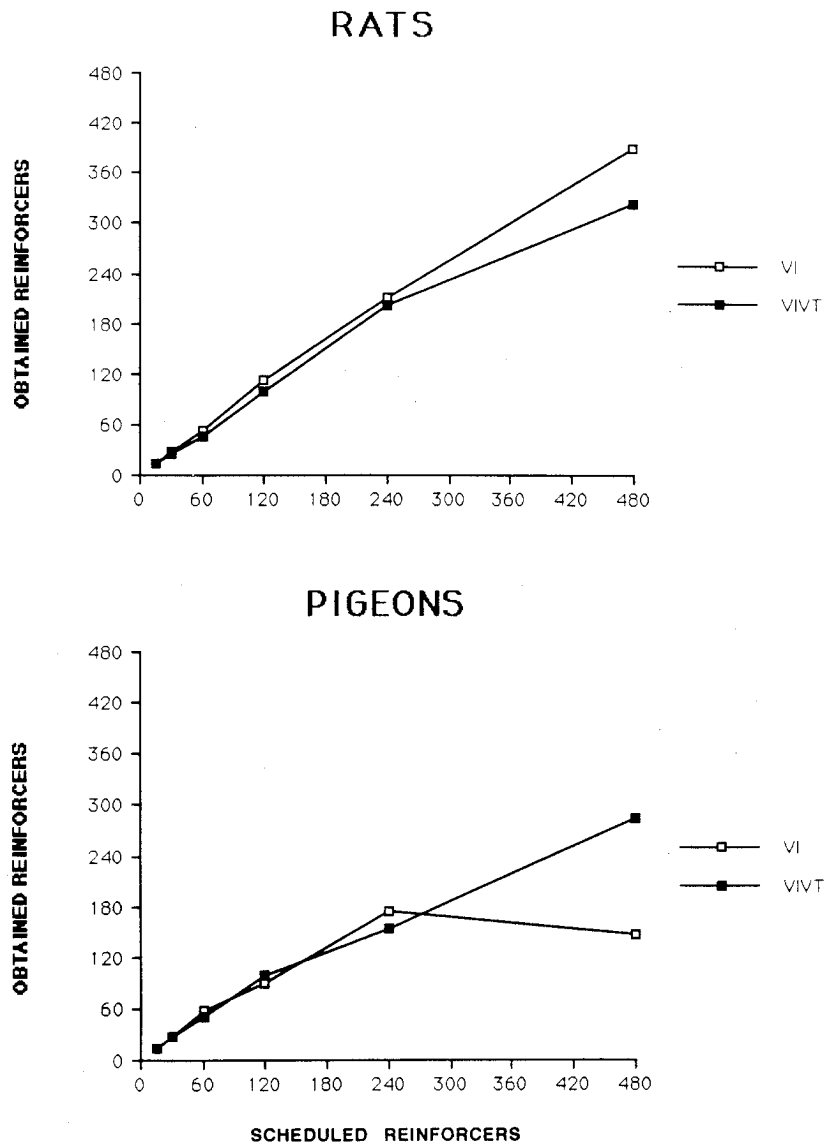 RATS
480
420
360
300
240
180
120
60
0
OBTAINED REINFORCERS
0 60 120 180 240 300 360 420 480
VI
VIVT
PIGEONS
480
420
360
300
240
180
120
60
0
OBTAINED REINFORCERS
0 60 120 180 240 300 360 420 480
VI
VIVT
SCHEDULED REINFORCERS